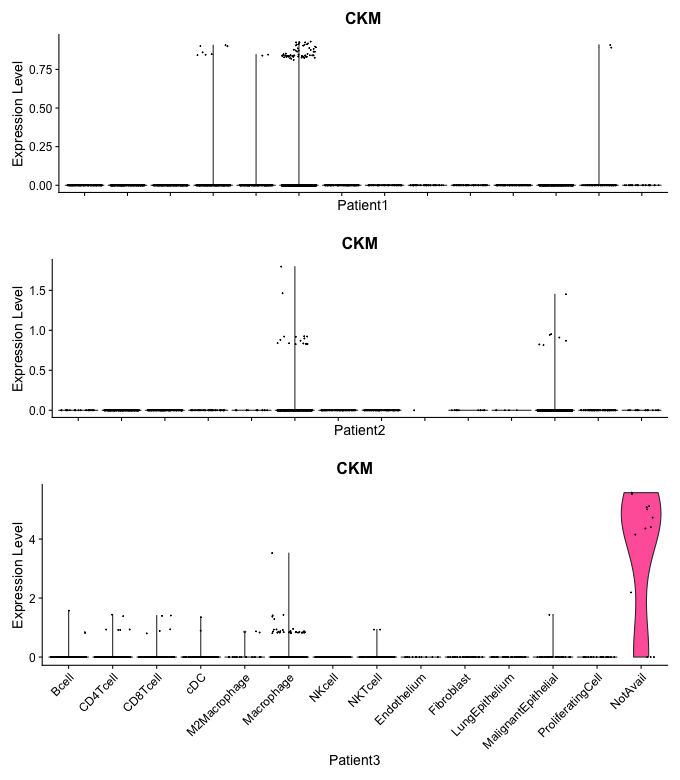 CKM
Expression Level
0.75
0.50
0.25
0.00
Patient1
CKM
Expression Level
1.5
1.0
0.5
0.0
Patient2
CKM
Expression Level
4
2
0
Bcell
CD4Tcell
CD8Tcell
cDC
M2Macrophage
Macrophage
NKcell
NKTcell
Endothelium
Fibroblast
LungEpithelium
MalignantEpithelial
ProliferatingCell
NotAvail
Patient3